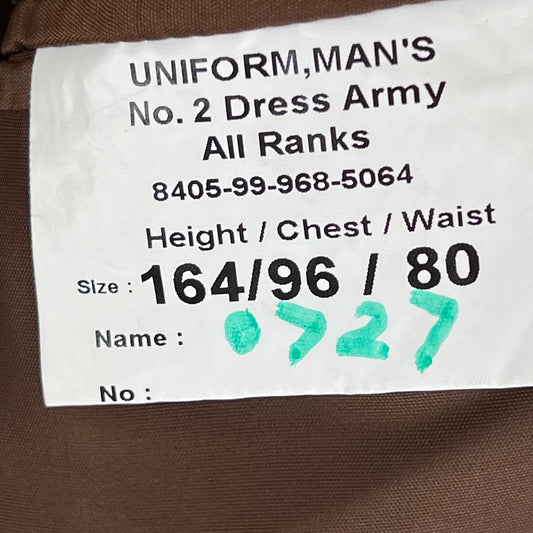 UNIFORM,MAN'S
No. 2 Dress Army
All Ranks
8405-99-968-5064
Height / Chest / Waist
Size : 164/96 / 80
Name : 0727
No :